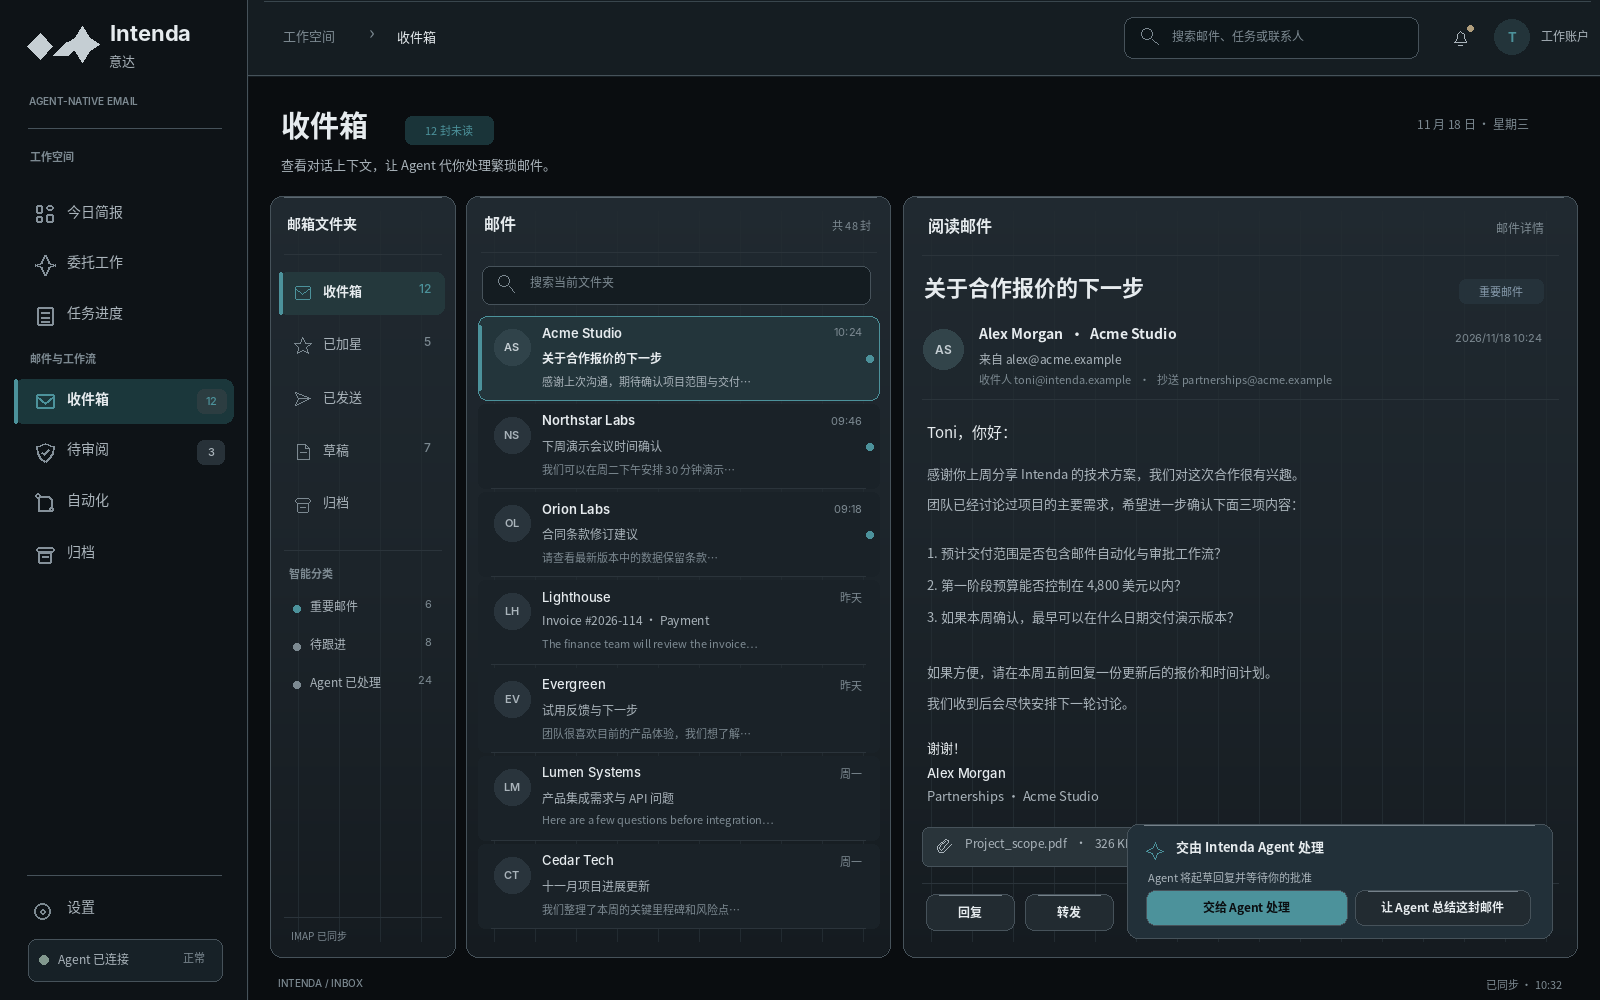 Intenda
意达
AGENT-NATIVE EMAIL
工作空间
今日简报
委托工作
任务进度
邮件与工作流
收件箱 12
待审阅 3
自动化
归档
设置
Agent 已连接 正常
工作空间 › 收件箱
搜索邮件、任务或联系人
T 工作账户
收件箱 12 封未读
11 月 18 日 · 星期三
查看对话上下文，让 Agent 代你处理繁琐邮件。
邮箱文件夹
收件箱 12
已加星 5
已发送
草稿 7
归档
智能分类
重要邮件 6
待跟进 8
Agent 已处理 24
IMAP 已同步
邮件 共 48 封
搜索当前文件夹
AS Acme Studio 10:24
关于合作报价的下一步
感谢上次沟通，期待确认项目范围与交付…
NS Northstar Labs 09:46
下周演示会议时间确认
我们可以在周二下午安排 30 分钟演示…
OL Orion Labs 09:18
合同条款修订建议
请查看最新版本中的数据保留条款…
LH Lighthouse 昨天
Invoice #2026-114 · Payment
The finance team will review the invoice…
EV Evergreen 昨天
试用反馈与下一步
团队很喜欢目前的产品体验，我们想了解…
LM Lumen Systems 周一
产品集成需求与 API 问题
Here are a few questions before integration…
CT Cedar Tech 周一
十一月项目进展更新
我们整理了本周的关键里程碑和风险点…
阅读邮件 邮件详情
关于合作报价的下一步 重要邮件
AS Alex Morgan · Acme Studio 2026/11/18 10:24
来自 alex@acme.example
收件人 toni@intenda.example · 抄送 partnerships@acme.example
Toni，你好：
感谢你上周分享 Intenda 的技术方案，我们对这次合作很有兴趣。
团队已经讨论过项目的主要需求，希望进一步确认下面三项内容：
1. 预计交付范围是否包含邮件自动化与审批工作流？
2. 第一阶段预算能否控制在 4,800 美元以内？
3. 如果本周确认，最早可以在什么日期交付演示版本？
如果方便，请在本周五前回复一份更新后的报价和时间计划。
我们收到后会尽快安排下一轮讨论。
谢谢！
Alex Morgan
Partnerships · Acme Studio
Project_scope.pdf · 326 K
回复 转发
交由 Intenda Agent 处理
Agent 将起草回复并等待你的批准
交给 Agent 处理 让 Agent 总结这封邮件
INTENDA / INBOX
已同步 · 10:32